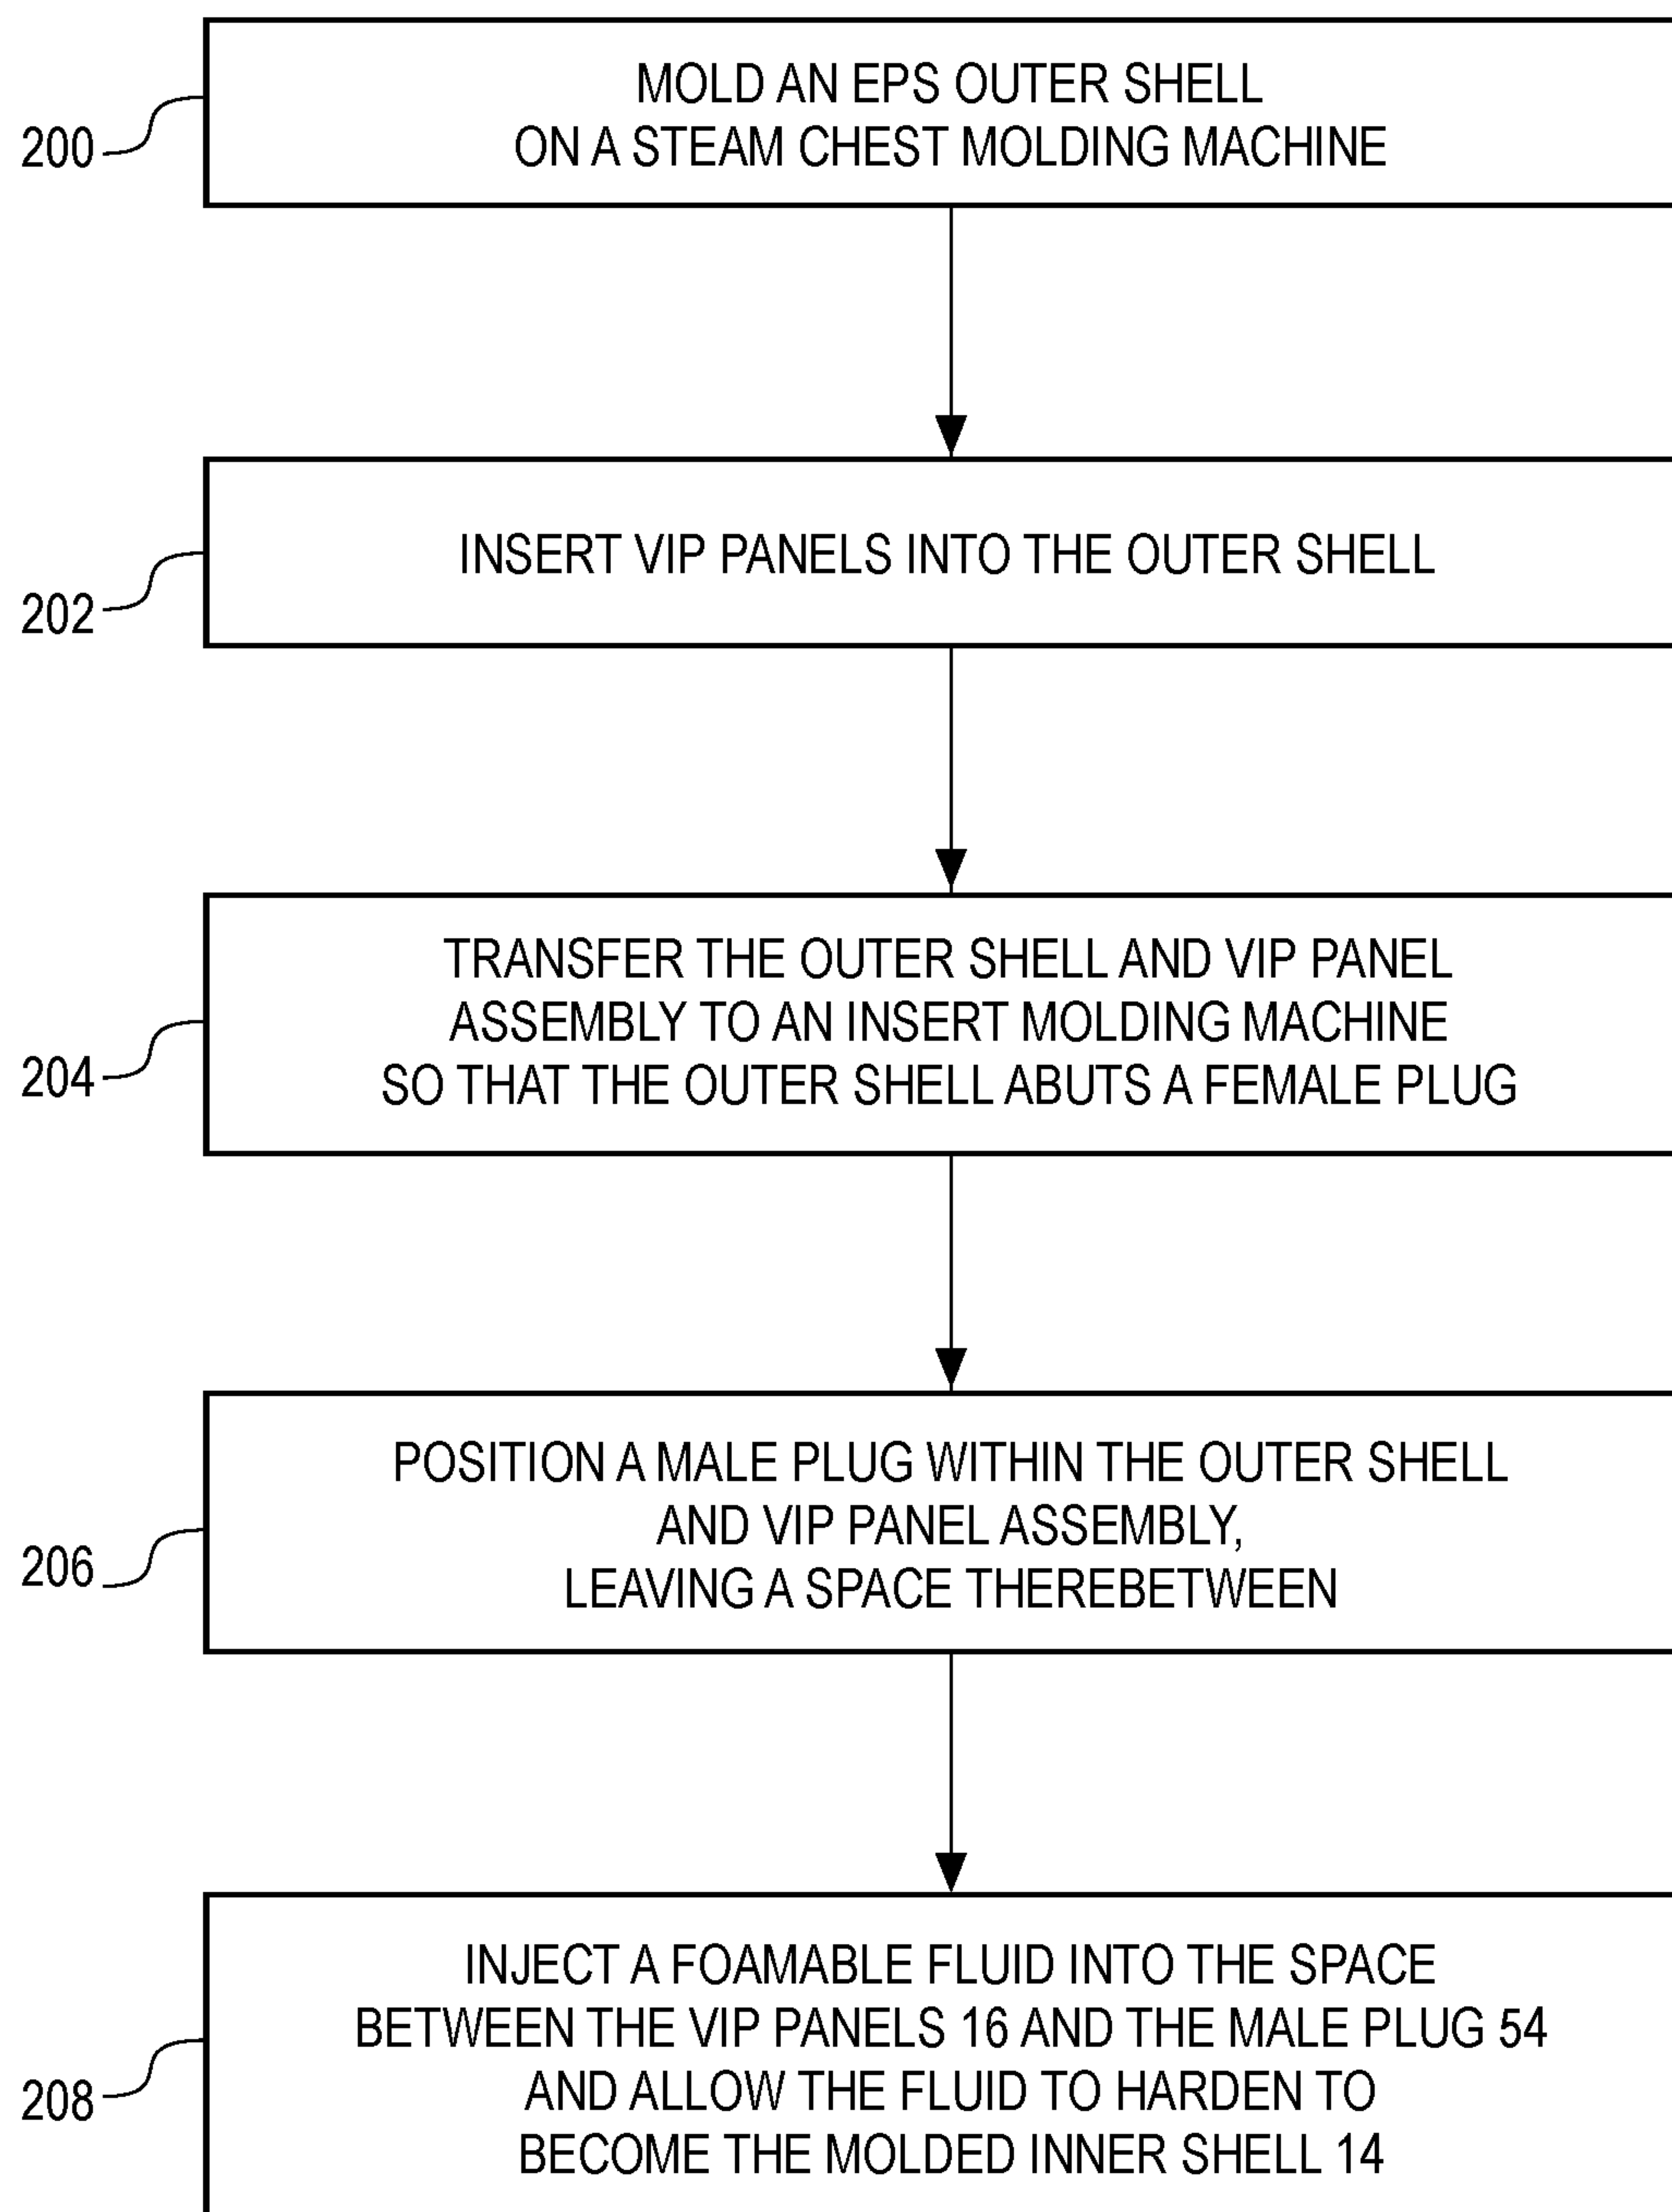 MOLD AN EPS OUTER SHELL
ON A STEAM CHEST MOLDING MACHINE
200
INSERT VIP PANELS INTO THE OUTER SHELL
202
TRANSFER THE OUTER SHELL AND VIP PANEL
ASSEMBLY TO AN INSERT MOLDING MACHINE
SO THAT THE OUTER SHELL ABUTS A FEMALE PLUG
204
POSITION A MALE PLUG WITHIN THE OUTER SHELL
AND VIP PANEL ASSEMBLY,
LEAVING A SPACE THEREBETWEEN
206
INJECT A FOAMABLE FLUID INTO THE SPACE
BETWEEN THE VIP PANELS 16 AND THE MALE PLUG 54
AND ALLOW THE FLUID TO HARDEN TO
BECOME THE MOLDED INNER SHELL 14
208